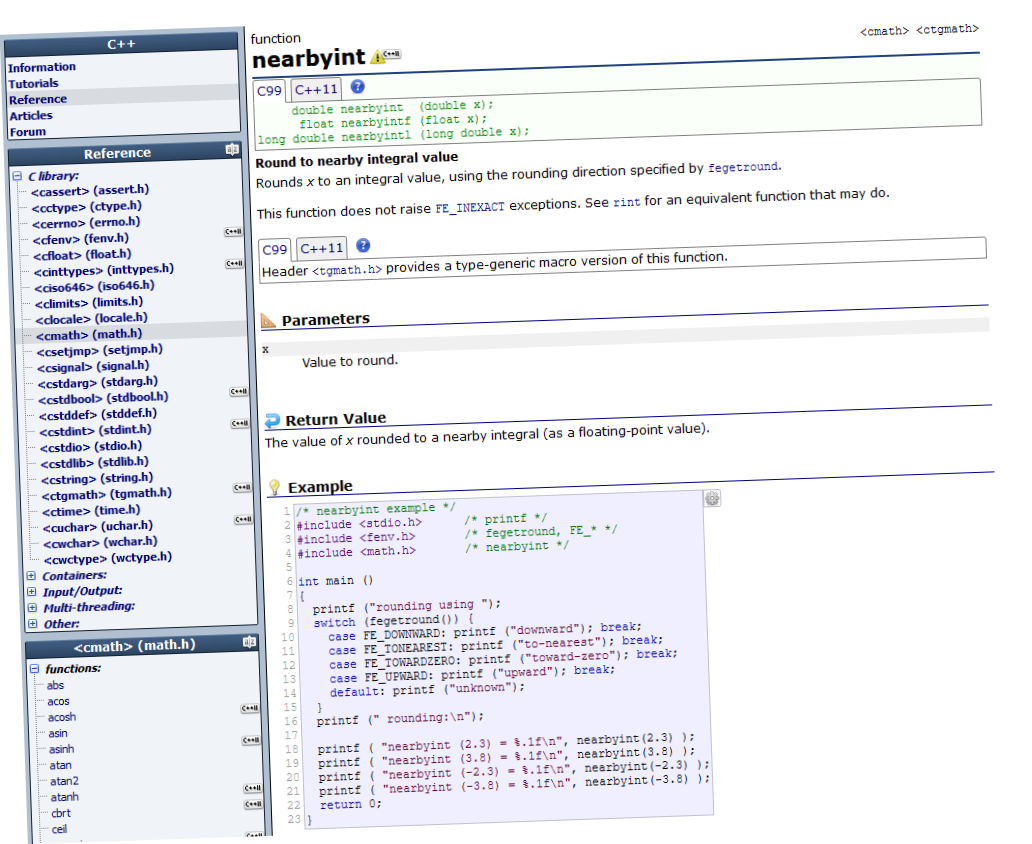 C++
Information
Tutorials
Reference
Articles
Forum
Reference
C library:
<cassert> (assert.h)
<cctype> (ctype.h)
<cerrno> (errno.h)
<cfenv> (fenv.h) C++11
<cfloat> (float.h)
<cinttypes> (inttypes.h) C++11
<ciso646> (iso646.h)
<climits> (limits.h)
<clocale> (locale.h)
<cmath> (math.h)
<csetjmp> (setjmp.h)
<csignal> (signal.h)
<cstdarg> (stdarg.h)
<cstdbool> (stdbool.h) C++11
<cstddef> (stddef.h)
<cstdint> (stdint.h) C++11
<cstdio> (stdio.h)
<cstdlib> (stdlib.h)
<cstring> (string.h)
<ctgmath> (tgmath.h) C++11
<ctime> (time.h)
<cuchar> (uchar.h) C++11
<cwchar> (wchar.h)
<cwctype> (wctype.h)
Containers:
Input/Output:
Multi-threading:
Other:
<cmath> (math.h)
functions:
abs
acos
acosh C++11
asin
asinh C++11
atan
atan2
atanh C++11
cbrt C++11
ceil
function
<cmath> <ctgmath>
nearbyint C++11
C99 C++11 ?
double nearbyint (double x);
float nearbyintf (float x);
long double nearbyintl (long double x);
Round to nearby integral value
Rounds x to an integral value, using the rounding direction specified by fegetround.
This function does not raise FE_INEXACT exceptions. See rint for an equivalent function that may do.
C99 C++11 ?
Header <tgmath.h> provides a type-generic macro version of this function.
Parameters
x
Value to round.
Return Value
The value of x rounded to a nearby integral (as a floating-point value).
Example
1 /* nearbyint example */
2 #include <stdio.h> /* printf */
3 #include <fenv.h> /* fegetround, FE_* */
4 #include <math.h> /* nearbyint */
5
6 int main ()
7 {
8 printf ("rounding using ");
9 switch (fegetround()) {
10 case FE_DOWNWARD: printf ("downward"); break;
11 case FE_TONEAREST: printf ("to-nearest"); break;
12 case FE_TOWARDZERO: printf ("toward-zero"); break;
13 case FE_UPWARD: printf ("upward"); break;
14 default: printf ("unknown");
15 }
16 printf (" rounding:\n");
17
18 printf ( "nearbyint (2.3) = %.1f\n", nearbyint(2.3) );
19 printf ( "nearbyint (3.8) = %.1f\n", nearbyint(3.8) );
20 printf ( "nearbyint (-2.3) = %.1f\n", nearbyint(-2.3) );
21 printf ( "nearbyint (-3.8) = %.1f\n", nearbyint(-3.8) );
22 return 0;
23 }